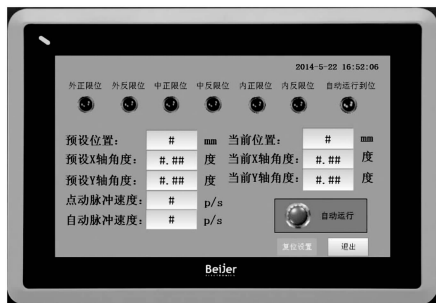 2014-5-22 16:52:06
外正限位 外反限位 中正限位 中反限位 内正限位 内反限位 自动运行到位
预设位置: # mm 当前位置: # mm
预设X轴角度: #.## 度 当前X轴角度: #.## 度
预设Y轴角度: #.## 度 当前Y轴角度: #.## 度
点动脉冲速度: # p/s
自动脉冲速度: # p/s
自动运行
复位设置 退出
Beijer
ELECTRONICS